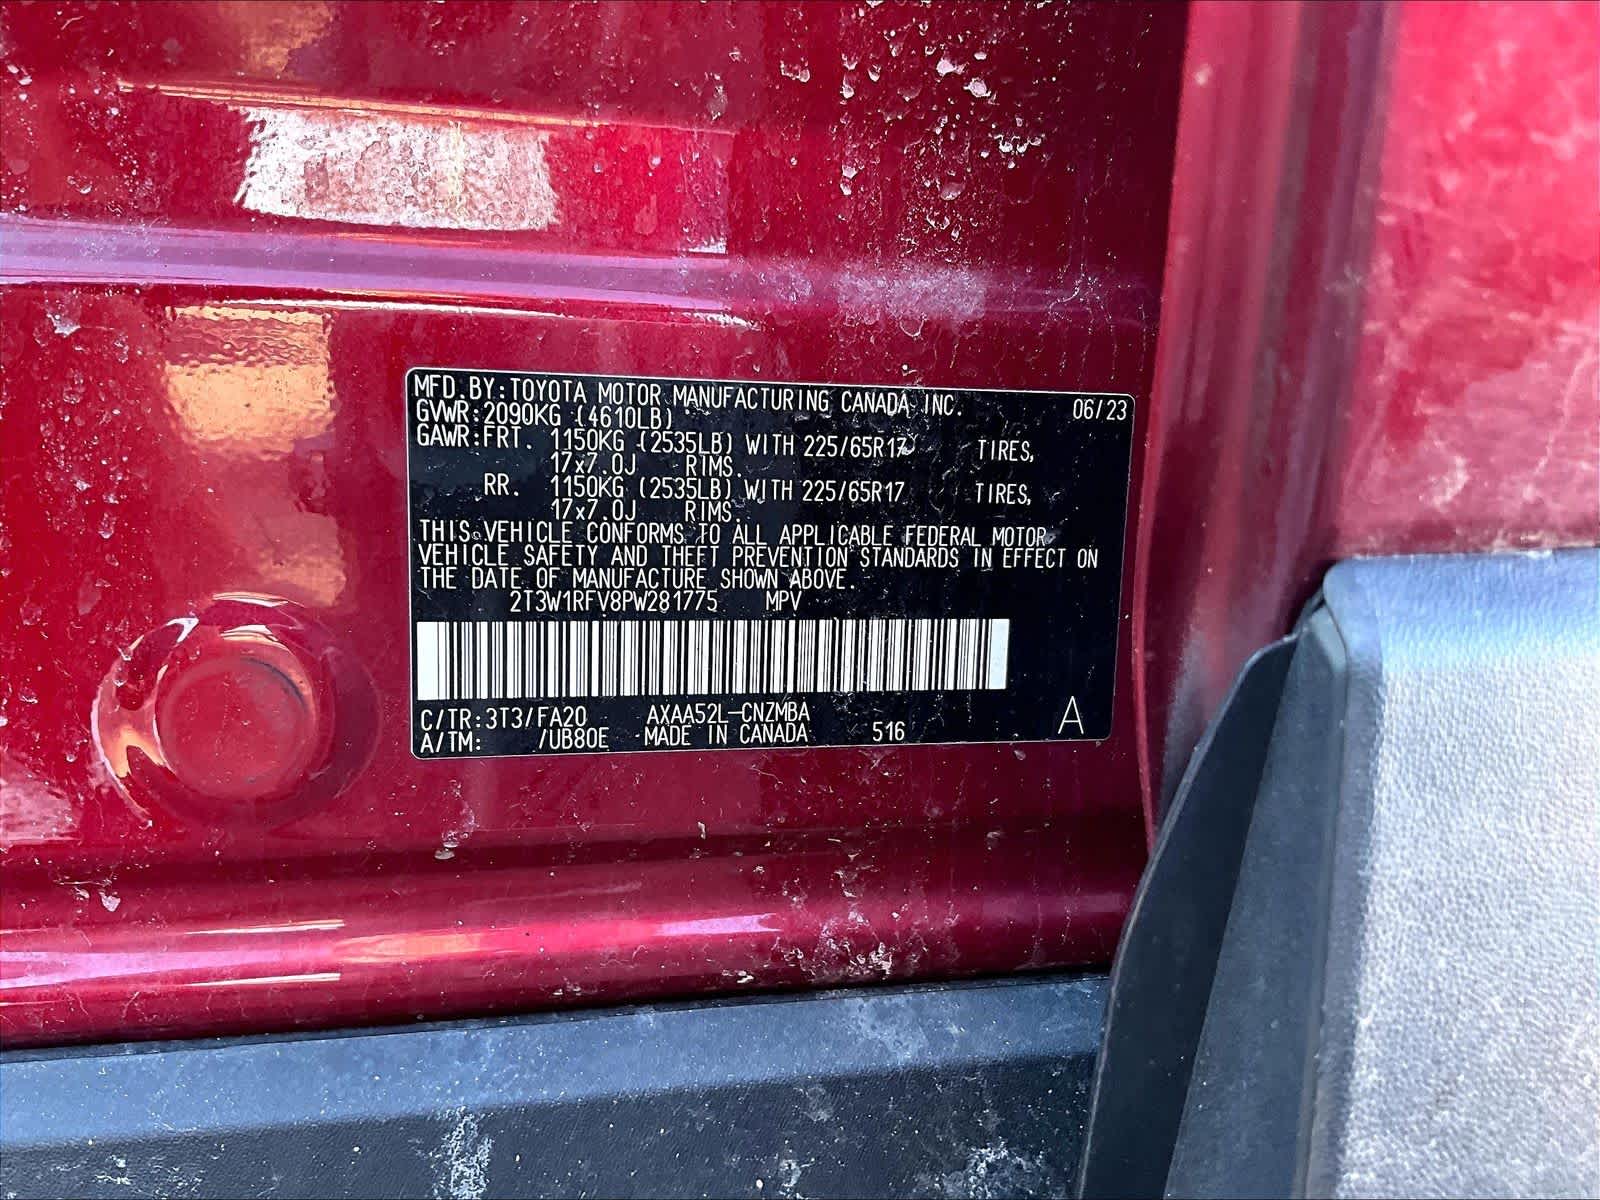 MFD. BY: TOYOTA MOTOR MANUFACTURING CANADA INC. 06/23
GVWR: 2090KG (4610LB)
GAWR: FRT. 1150KG (2535LB) WITH 225/65R17 TIRES,
17x7.0J RIMS.
RR. 1150KG (2535LB) WITH 225/65R17 TIRES,
17x7.0J RIMS.
THIS VEHICLE CONFORMS TO ALL APPLICABLE FEDERAL MOTOR
VEHICLE SAFETY AND THEFT PREVENTION STANDARDS IN EFFECT ON
THE DATE OF MANUFACTURE SHOWN ABOVE.
2T3W1RFV8PW281775 MPV
C/TR: 3T3/FA20 AXAA52L-CNZMBA
A/TM: /UB80E MADE IN CANADA 516 A